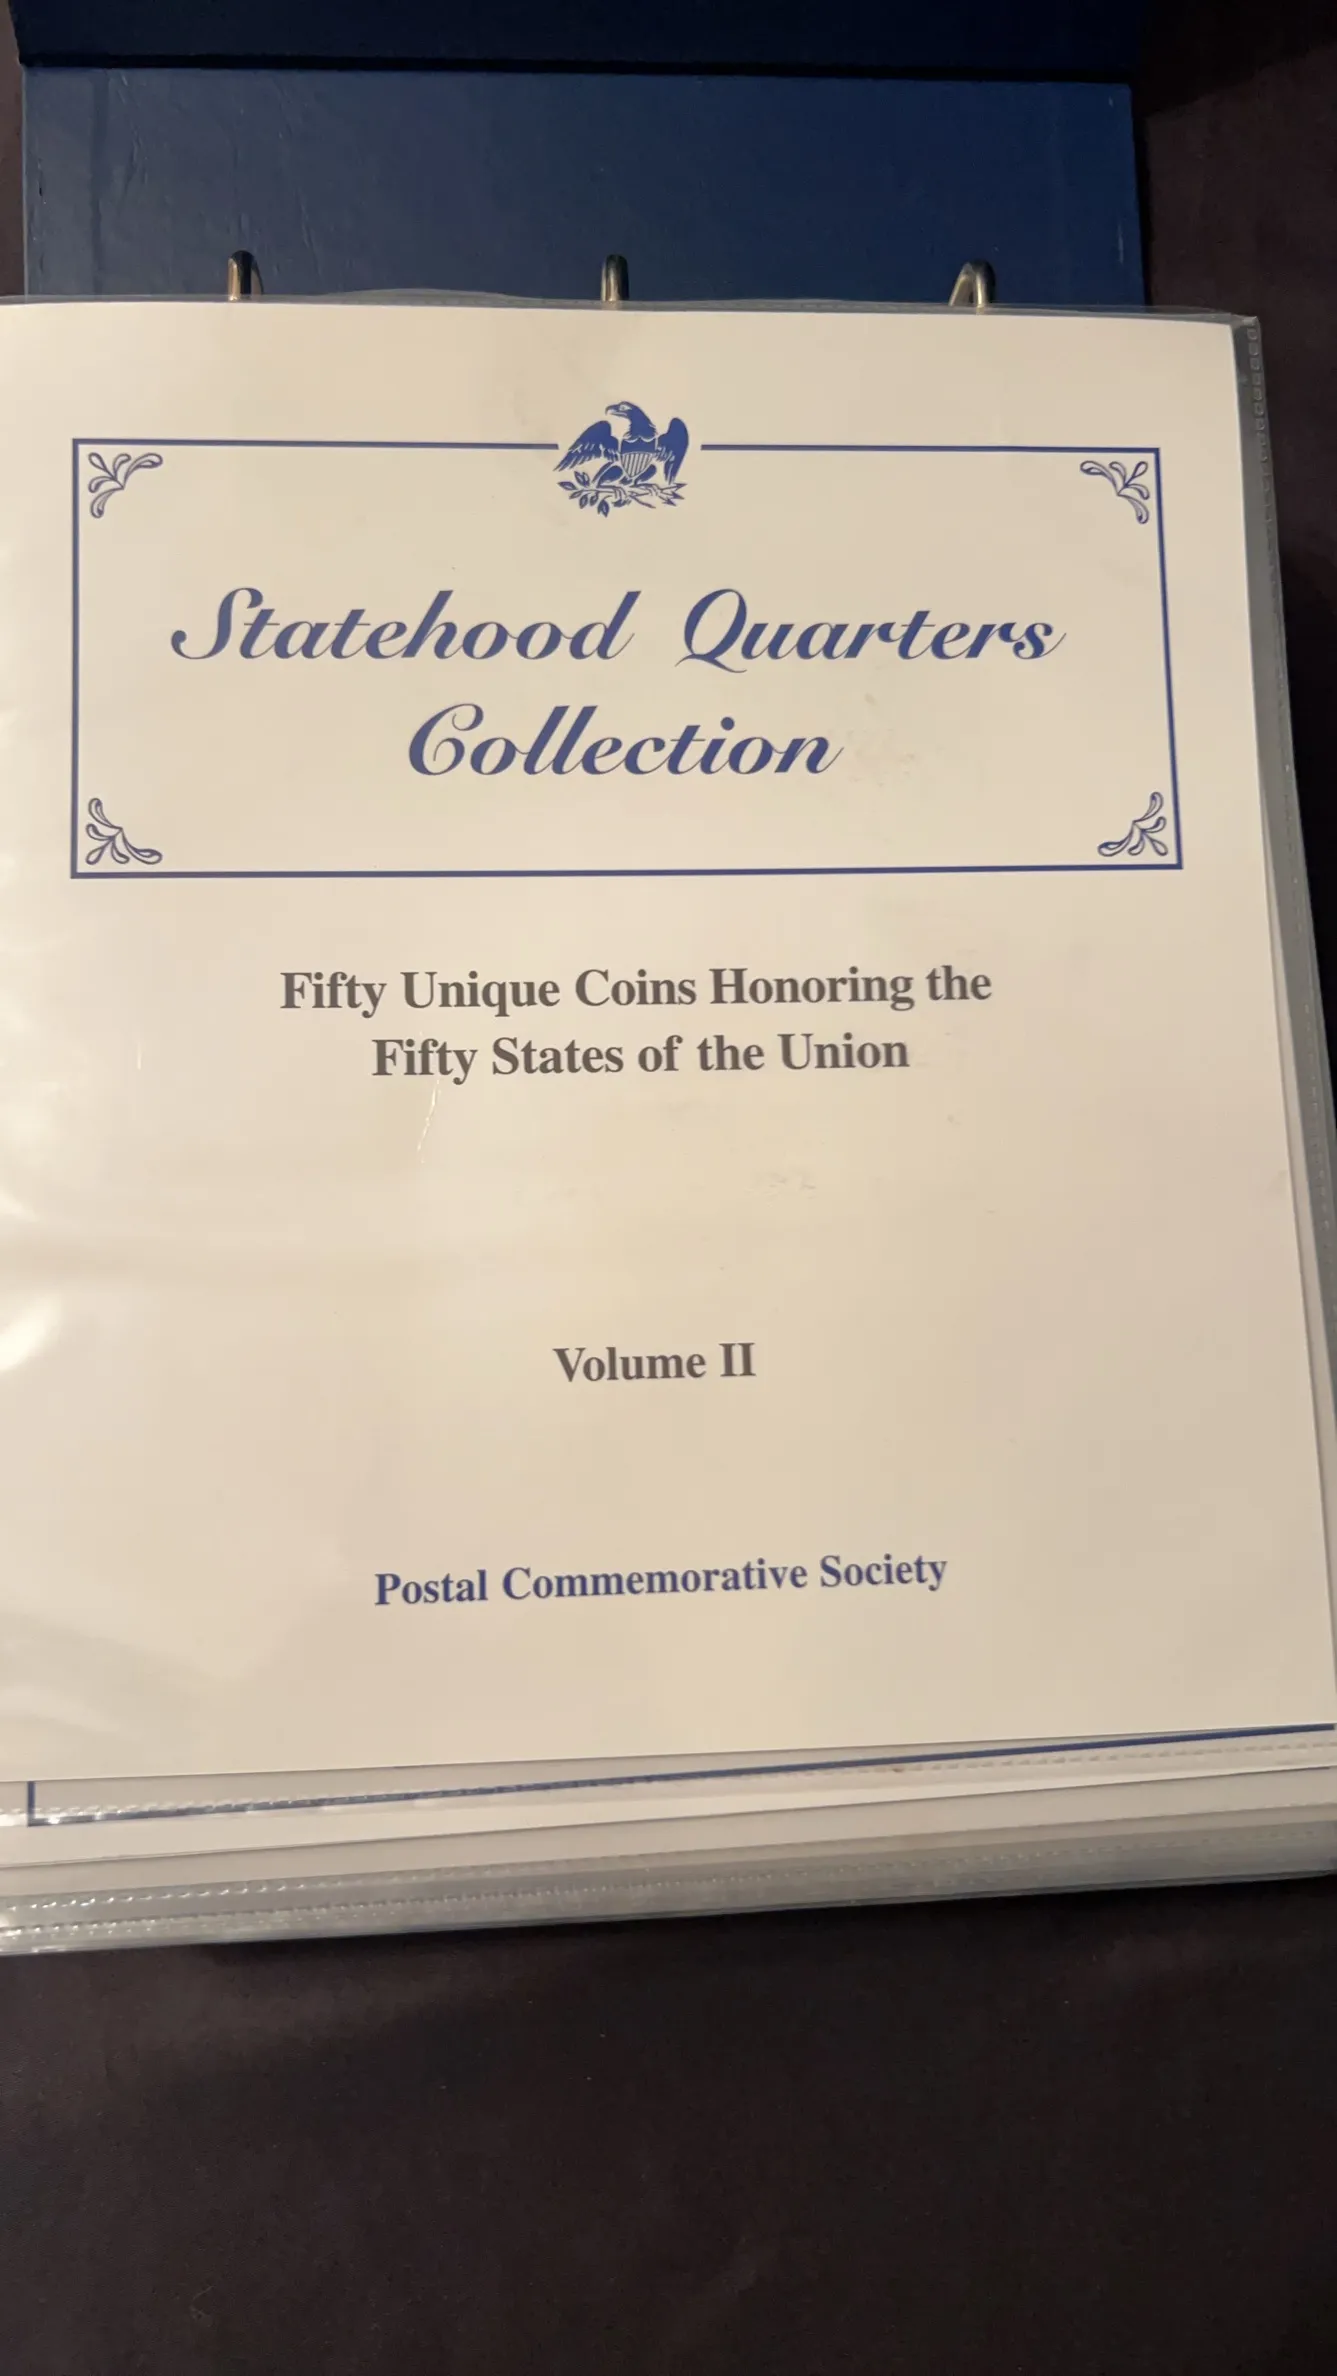 Statehood Quarters
Collection
Fifty Unique Coins Honoring the
Fifty States of the Union
Volume II
Postal Commemorative Society